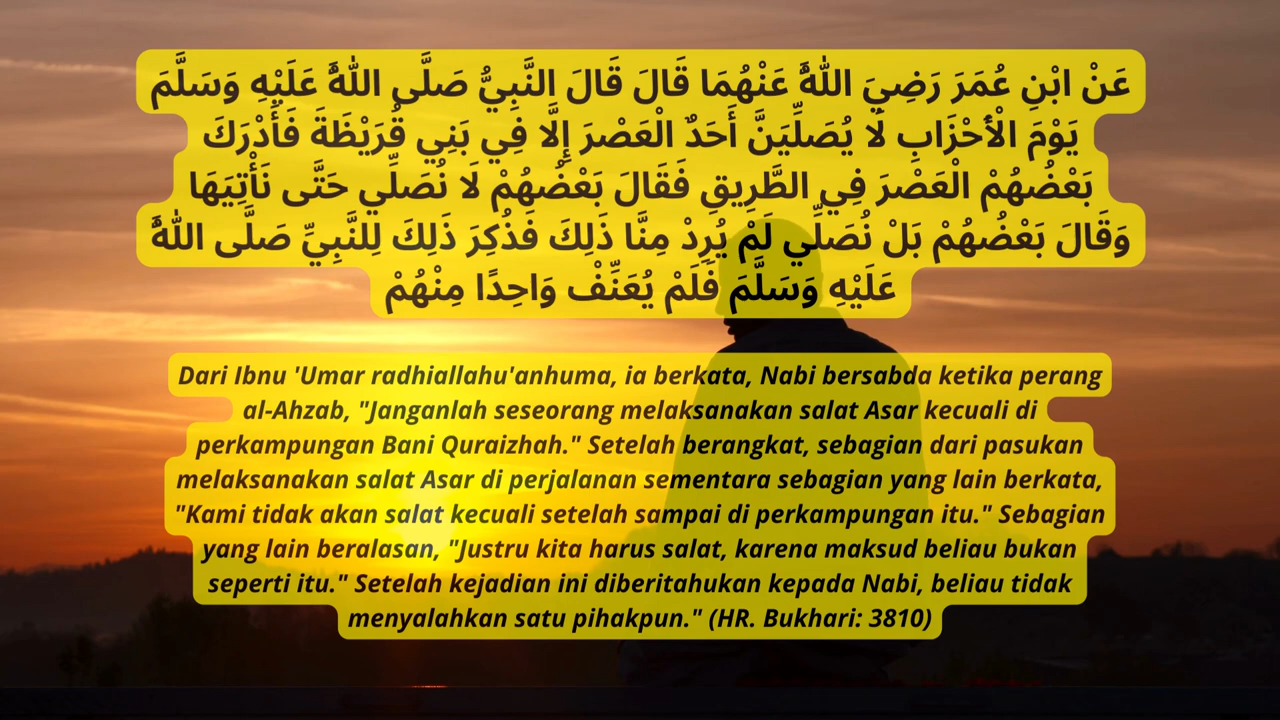 عَنْ ابْنِ عُمَرَ رَضِيَ اللَّهُ عَنْهُمَا قَالَ قَالَ النَّبِيُّ صَلَّى اللَّهُ عَلَيْهِ وَسَلَّمَ
يَوْمَ الْأَحْزَابِ لَا يُصَلِّيَنَّ أَحَدٌ الْعَصْرَ إِلَّا فِي بَنِي قُرَيْظَةَ فَأَدْرَكَ
بَعْضُهُمْ الْعَصْرَ فِي الطَّرِيقِ فَقَالَ بَعْضُهُمْ لَا نُصَلِّي حَتَّى نَأْتِيَهَا
وَقَالَ بَعْضُهُمْ بَلْ نُصَلِّي لَمْ يُرِدْ مِنَّا ذَلِكَ فَذُكِرَ ذَلِكَ لِلنَّبِيِّ صَلَّى اللَّهُ
عَلَيْهِ وَسَلَّمَ فَلَمْ يُعَنِّفْ وَاحِدًا مِنْهُمْ
Dari Ibnu 'Umar radhiallahu'anhuma, ia berkata, Nabi bersabda ketika perang
al-Ahzab, "Janganlah seseorang melaksanakan salat Asar kecuali di
perkampungan Bani Quraizhah." Setelah berangkat, sebagian dari pasukan
melaksanakan salat Asar di perjalanan sementara sebagian yang lain berkata,
"Kami tidak akan salat kecuali setelah sampai di perkampungan itu." Sebagian
yang lain beralasan, "Justru kita harus salat, karena maksud beliau bukan
seperti itu." Setelah kejadian ini diberitahukan kepada Nabi, beliau tidak
menyalahkan satu pihakpun." (HR. Bukhari: 3810)